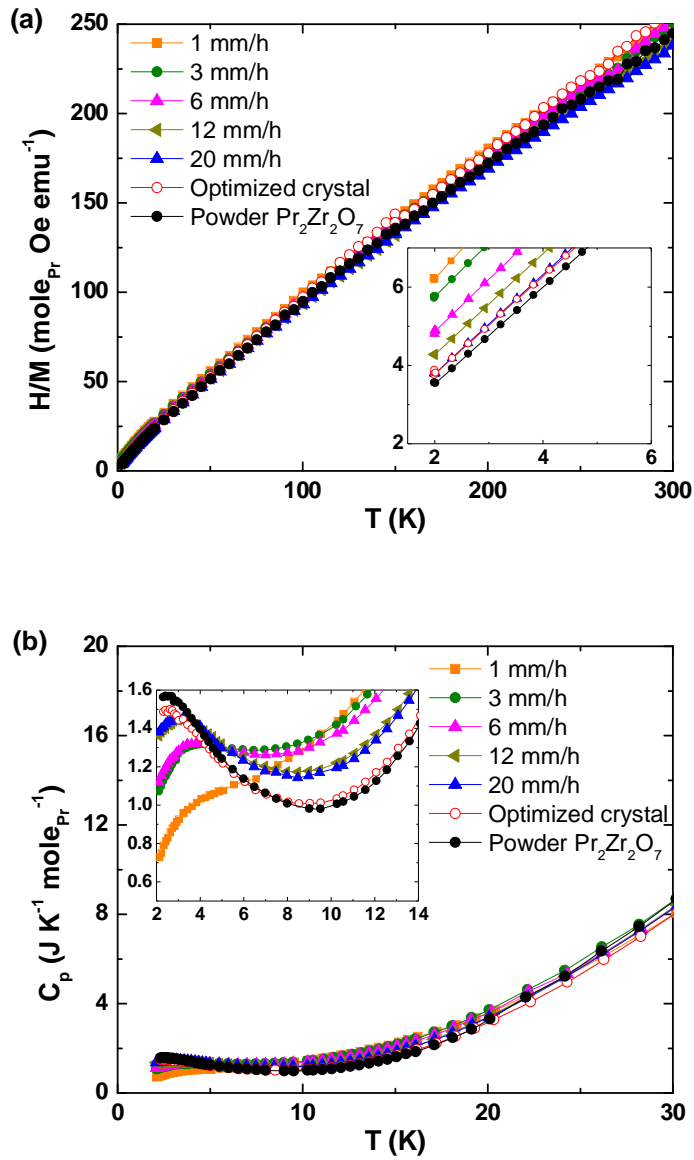 (a)
250
200
150
100
50
0
H/M (mole_Pr Oe emu^-1)
1 mm/h
3 mm/h
6 mm/h
12 mm/h
20 mm/h
Optimized crystal
Powder Pr2Zr2O7
6
4
2
2 4 6
0 100 200 300
T (K)
(b)
20
16
12
8
4
0
C_p (J K^-1 mole_Pr^-1)
1.6
1.4
1.2
1.0
0.8
0.6
2 4 6 8 10 12 14
1 mm/h
3 mm/h
6 mm/h
12 mm/h
20 mm/h
Optimized crystal
Powder Pr2Zr2O7
0 10 20 30
T (K)